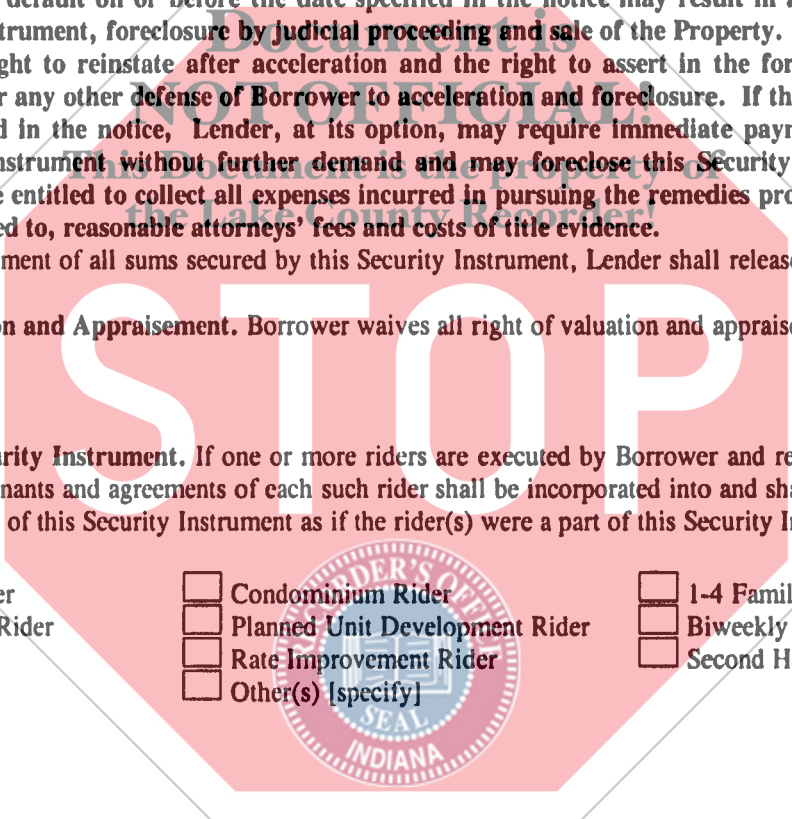 default on or before the date specified in the notice may result in a
Document is
trument, foreclosure by judicial proceeding and sale of the Property.
ght to reinstate after acceleration and the right to assert in the for
NOT OFFICIAL!
r any other defense of Borrower to acceleration and foreclosure. If th
d in the notice, Lender, at its option, may require immediate payn
nstrument without further demand and may foreclose this Security
This Document is the property of
e entitled to collect all expenses incurred in pursuing the remedies pro
the Lake County Recorder!
ed to, reasonable attorneys' fees and costs of title evidence.
ment of all sums secured by this Security Instrument, Lender shall release
STOP
on and Appraisement. Borrower waives all right of valuation and appraise
urity Instrument. If one or more riders are executed by Borrower and re
nants and agreements of each such rider shall be incorporated into and sha
of this Security Instrument as if the rider(s) were a part of this Security In
RECORDER'S OFFICE
er Condominium Rider 1-4 Famil
Rider Planned Unit Development Rider Biweekly
Rate Improvement Rider Second H
Other(s) [specify]
SEAL
INDIANA